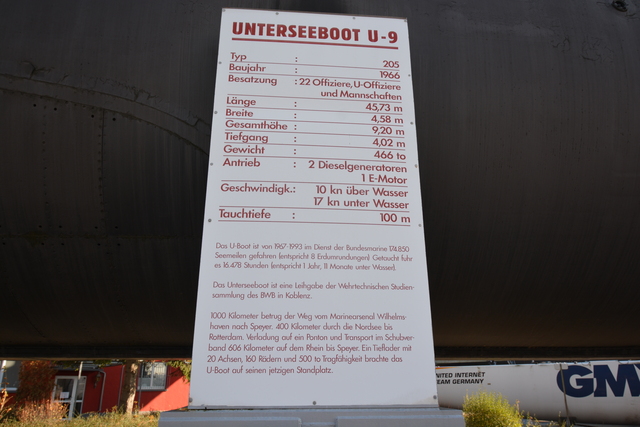 UNTERSEEBOOT U-9
Typ : 205
Baujahr : 1966
Besatzung : 22 Offiziere, U-Offiziere
und Mannschaften
Länge : 45,73 m
Breite : 4,58 m
Gesamthöhe : 9,20 m
Tiefgang : 4,02 m
Gewicht : 466 to
Antrieb : 2 Dieselgeneratoren
1 E-Motor
Geschwindigk.: 10 kn über Wasser
17 kn unter Wasser
Tauchtiefe : 100 m
Das U-Boot ist von 1967-1993 im Dienst der Bundesmarine 174.850
Seemeilen gefahren (entspricht 8 Erdumrundungen) Getaucht fuhr
es 16.478 Stunden (entspricht 1 Jahr, 11 Monate unter Wasser).
Das Unterseeboot ist eine Leihgabe der Wehrtechnischen Studien-
sammlung des BWB in Koblenz.
1000 Kilometer betrug der Weg vom Marinearsenal Wilhelms-
haven nach Speyer. 400 Kilometer durch die Nordsee bis
Rotterdam. Verladung auf ein Ponton und Transport im Schubver-
band 606 Kilometer auf dem Rhein bis Speyer. Ein Tieflader mit
20 Achsen, 160 Rädern und 500 to Tragfähigkeit brachte das
U-Boot auf seinen jetzigen Standplatz.
UNITED INTERNET
TEAM GERMANY
GM